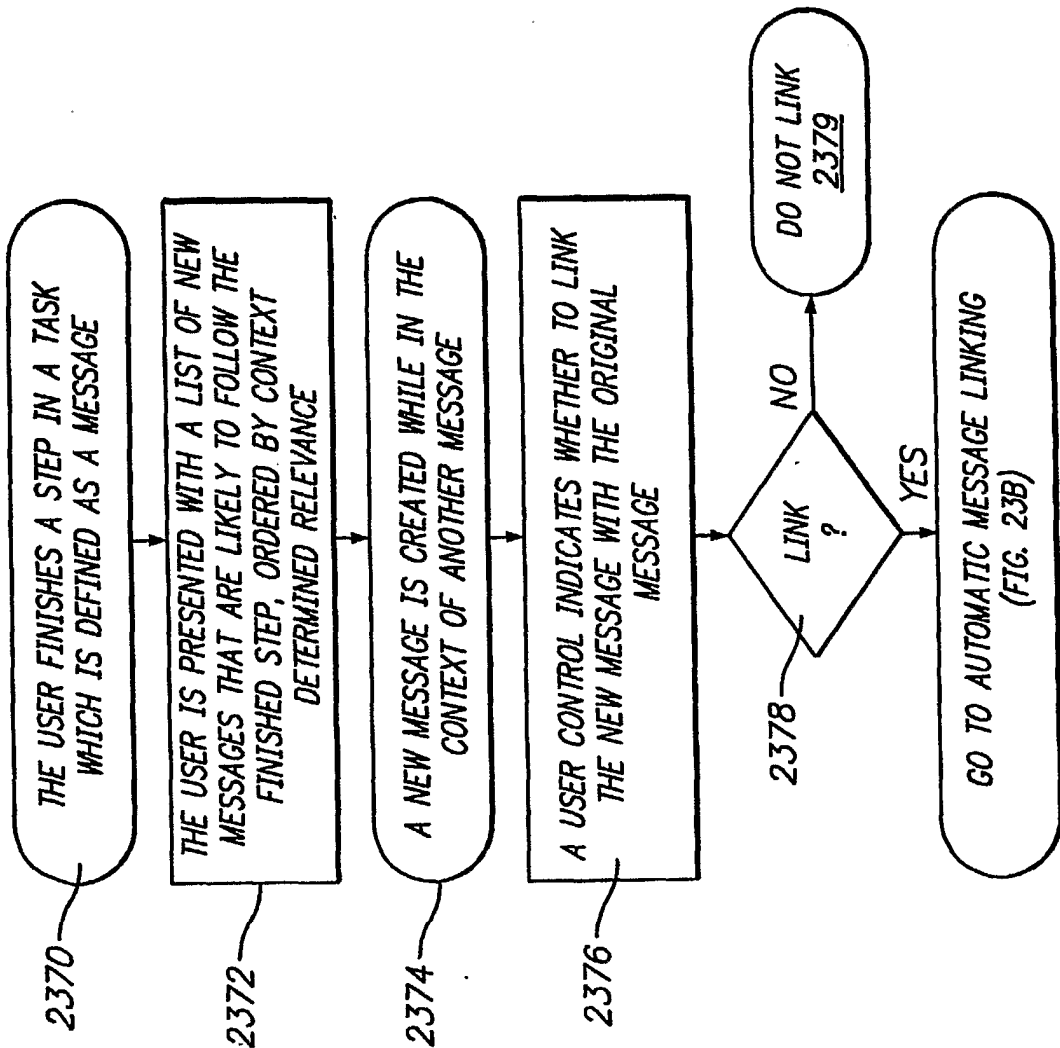 2370
THE USER FINISHES A STEP IN A TASK
WHICH IS DEFINED AS A MESSAGE
2372
THE USER IS PRESENTED WITH A LIST OF NEW
MESSAGES THAT ARE LIKELY TO FOLLOW THE
FINISHED STEP, ORDERED BY CONTEXT
DETERMINED RELEVANCE
2374
A NEW MESSAGE IS CREATED WHILE IN THE
CONTEXT OF ANOTHER MESSAGE
2376
A USER CONTROL INDICATES WHETHER TO LINK
THE NEW MESSAGE WITH THE ORIGINAL
MESSAGE
2378
LINK
?
NO
DO NOT LINK
2379
YES
GO TO AUTOMATIC MESSAGE LINKING
(FIG. 23B)